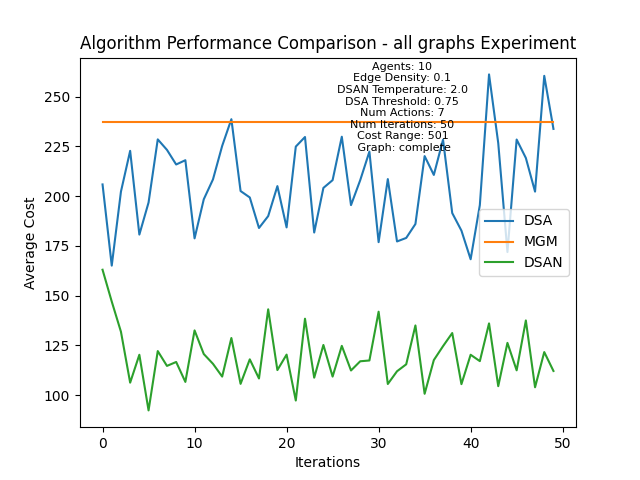 Algorithm Performance Comparison - all graphs Experiment
Agents: 10
Edge Density: 0.1
DSAN Temperature: 2.0
DSA Threshold: 0.75
Num Actions: 7
Num Iterations: 50
Cost Range: 501
Graph: complete
250
225
200
175
150
125
100
Average Cost
DSA
MGM
DSAN
0
10
20
30
40
50
Iterations